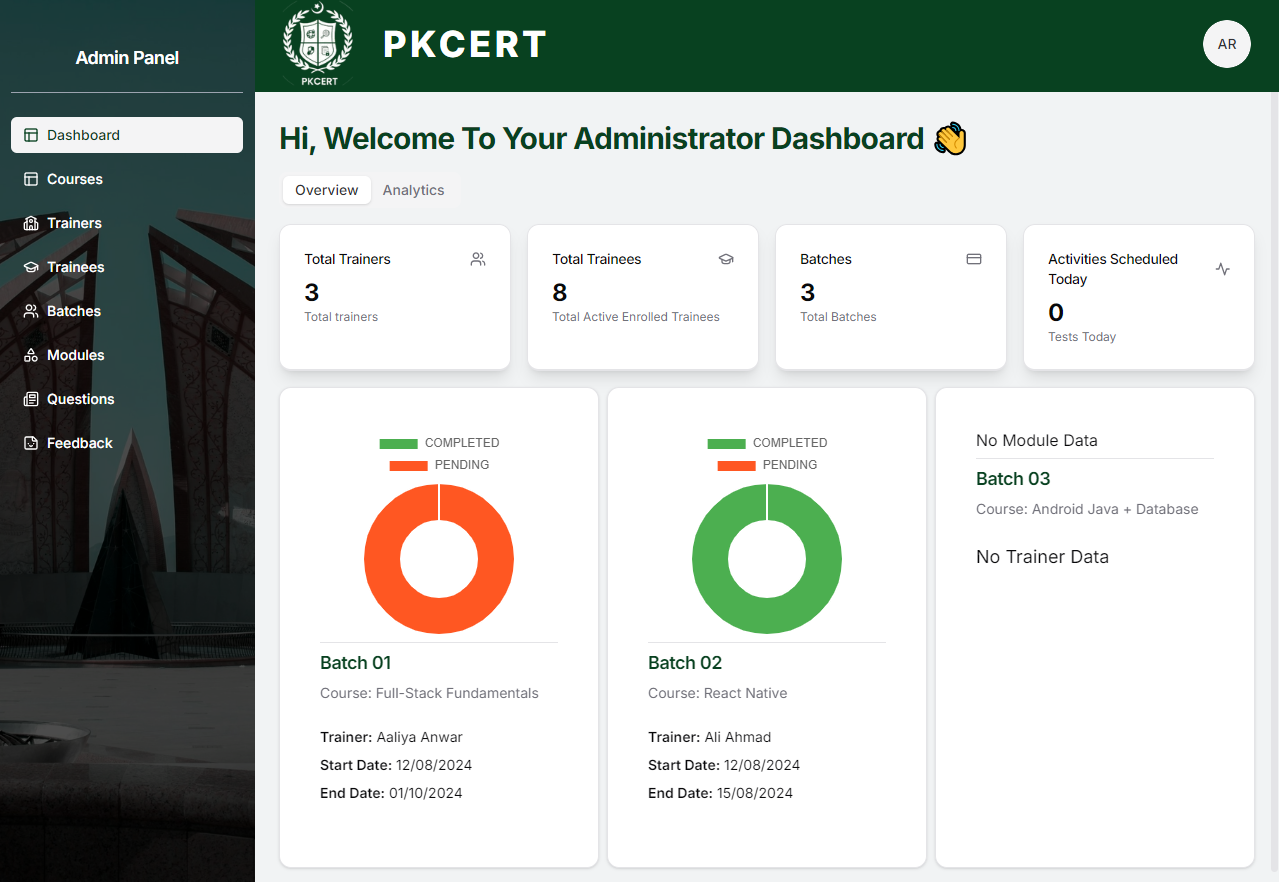 Admin Panel
Dashboard
Courses
Trainers
Trainees
Batches
Modules
Questions
Feedback
PKCERT
PKCERT
AR
Hi, Welcome To Your Administrator Dashboard 👋
Overview
Analytics
Total Trainers
3
Total trainers
Total Trainees
8
Total Active Enrolled Trainees
Batches
3
Total Batches
Activities Scheduled
Today
0
Tests Today
COMPLETED
PENDING
Batch 01
Course: Full-Stack Fundamentals
Trainer: Aaliya Anwar
Start Date: 12/08/2024
End Date: 01/10/2024
COMPLETED
PENDING
Batch 02
Course: React Native
Trainer: Ali Ahmad
Start Date: 12/08/2024
End Date: 15/08/2024
No Module Data
Batch 03
Course: Android Java + Database
No Trainer Data